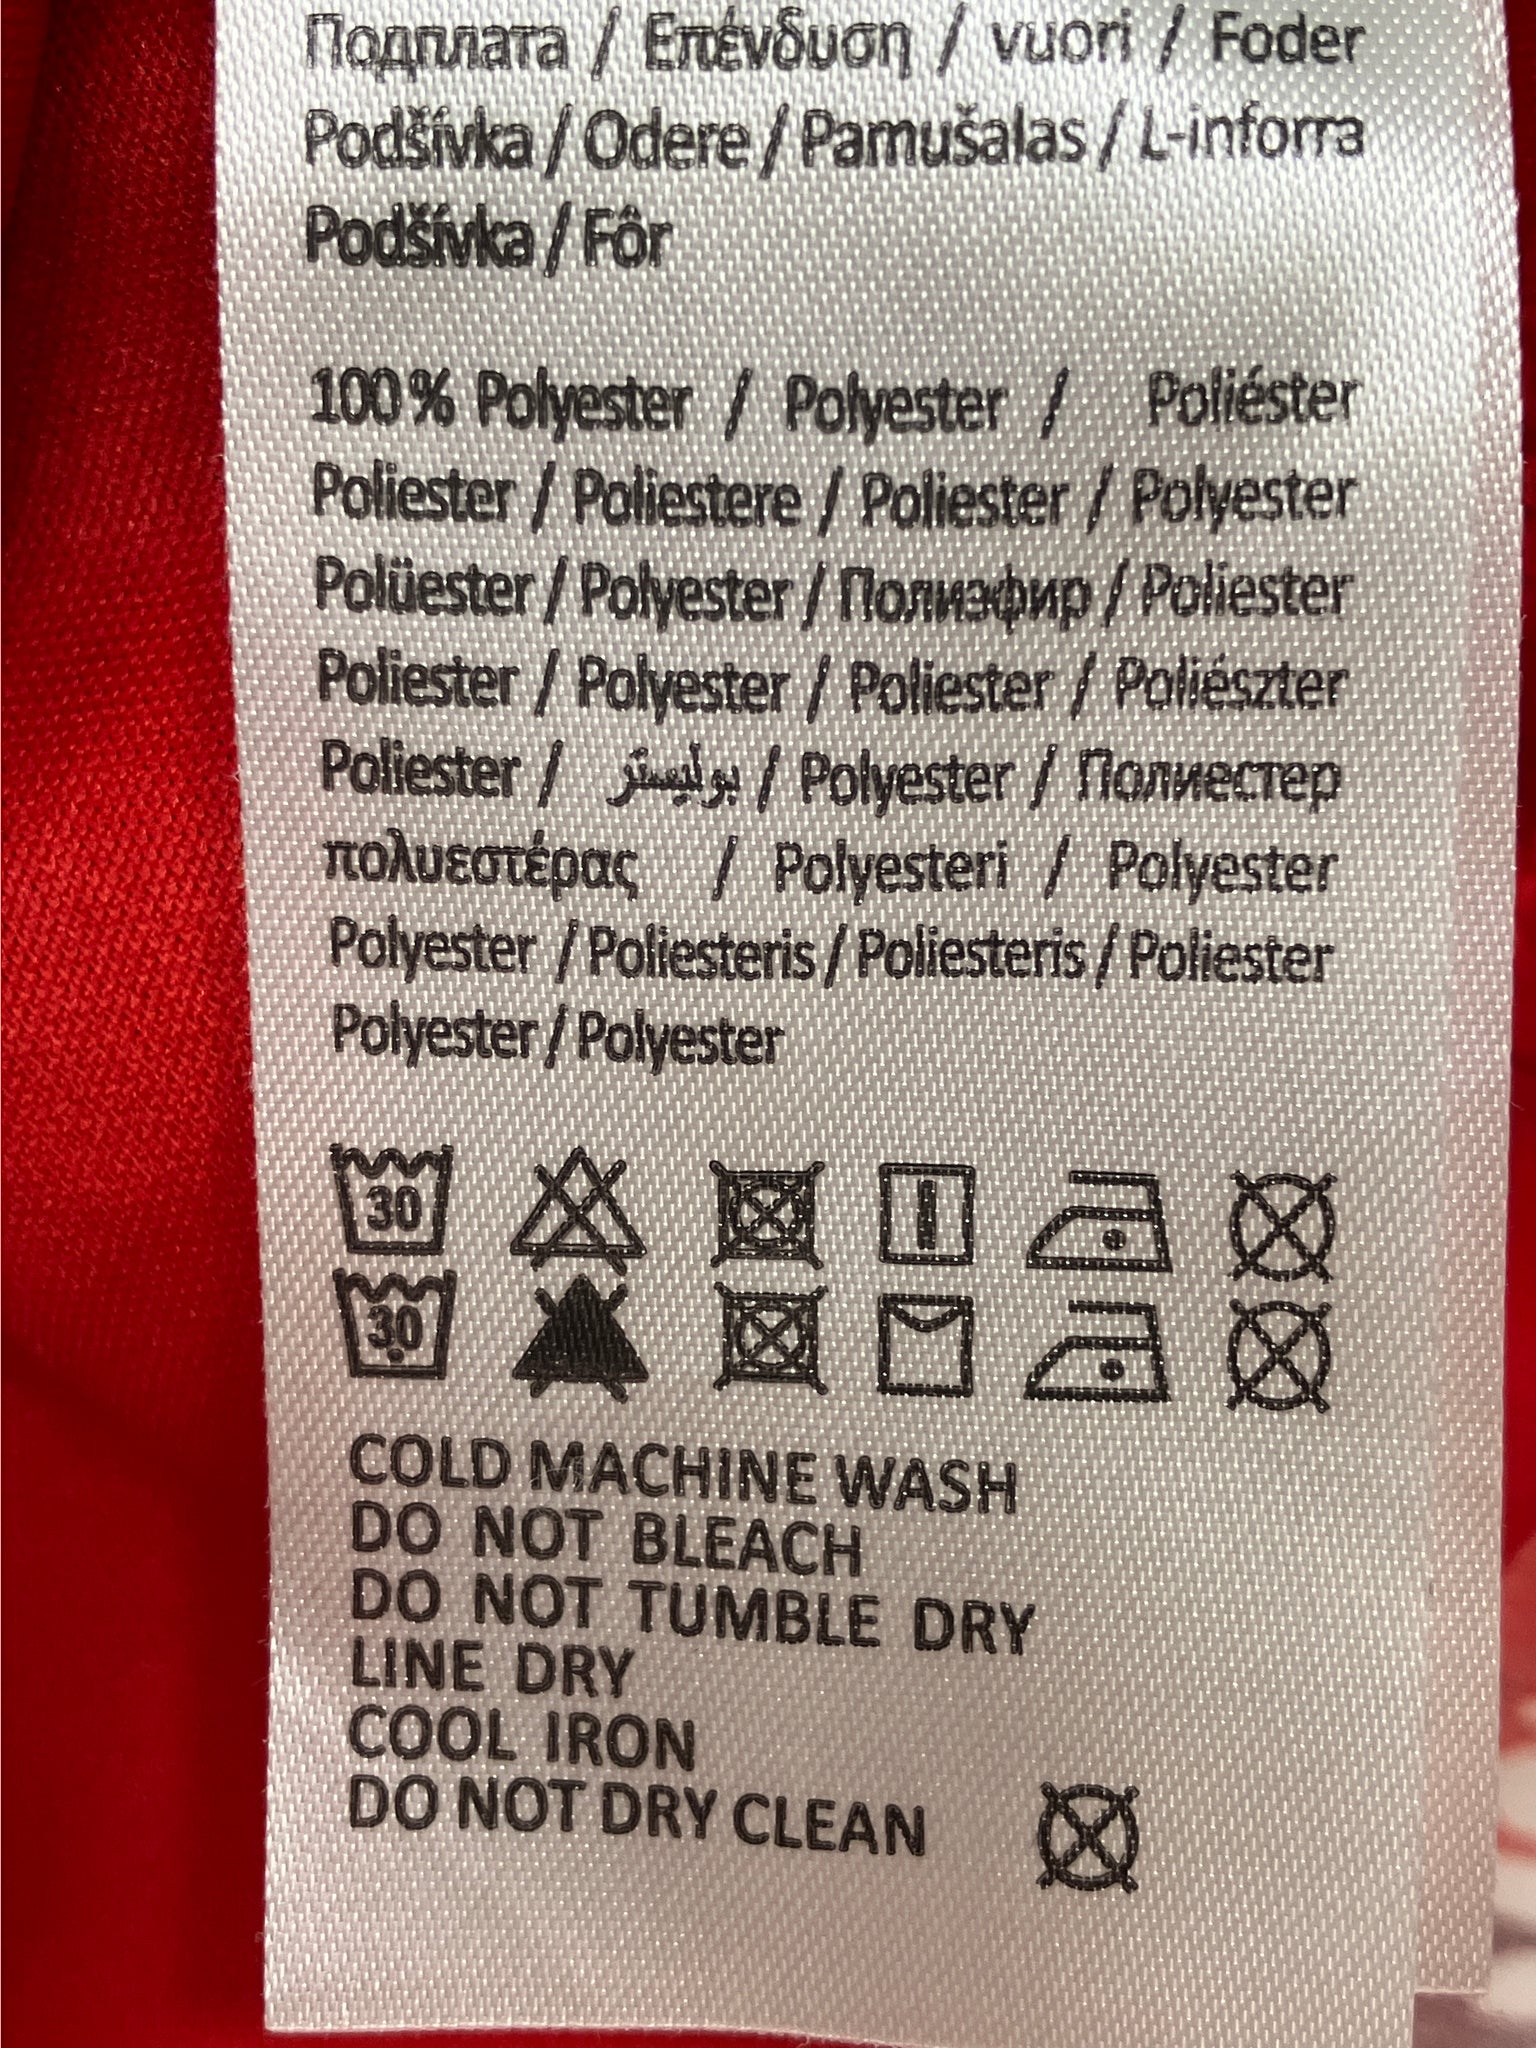 Подплата / Επένδυση / vuori / Foder
Podšívka / Odere / Pamušalas / L-inforra
Podšívka / Fôr
100% Polyester / Polyester / Poliéster
Poliester / Poliestere / Poliester / Polyester
Polüester / Polyester / Полиэфир / Poliester
Poliester / Polyester / Poliester / Poliészter
Poliester / بوليستر / Polyester / Полиестер
πολυεστέρας / Polyesteri / Polyester
Polyester / Poliesteris / Poliesteris / Poliester
Polyester / Polyester
30
30
COLD MACHINE WASH
DO NOT BLEACH
DO NOT TUMBLE DRY
LINE DRY
COOL IRON
DO NOT DRY CLEAN